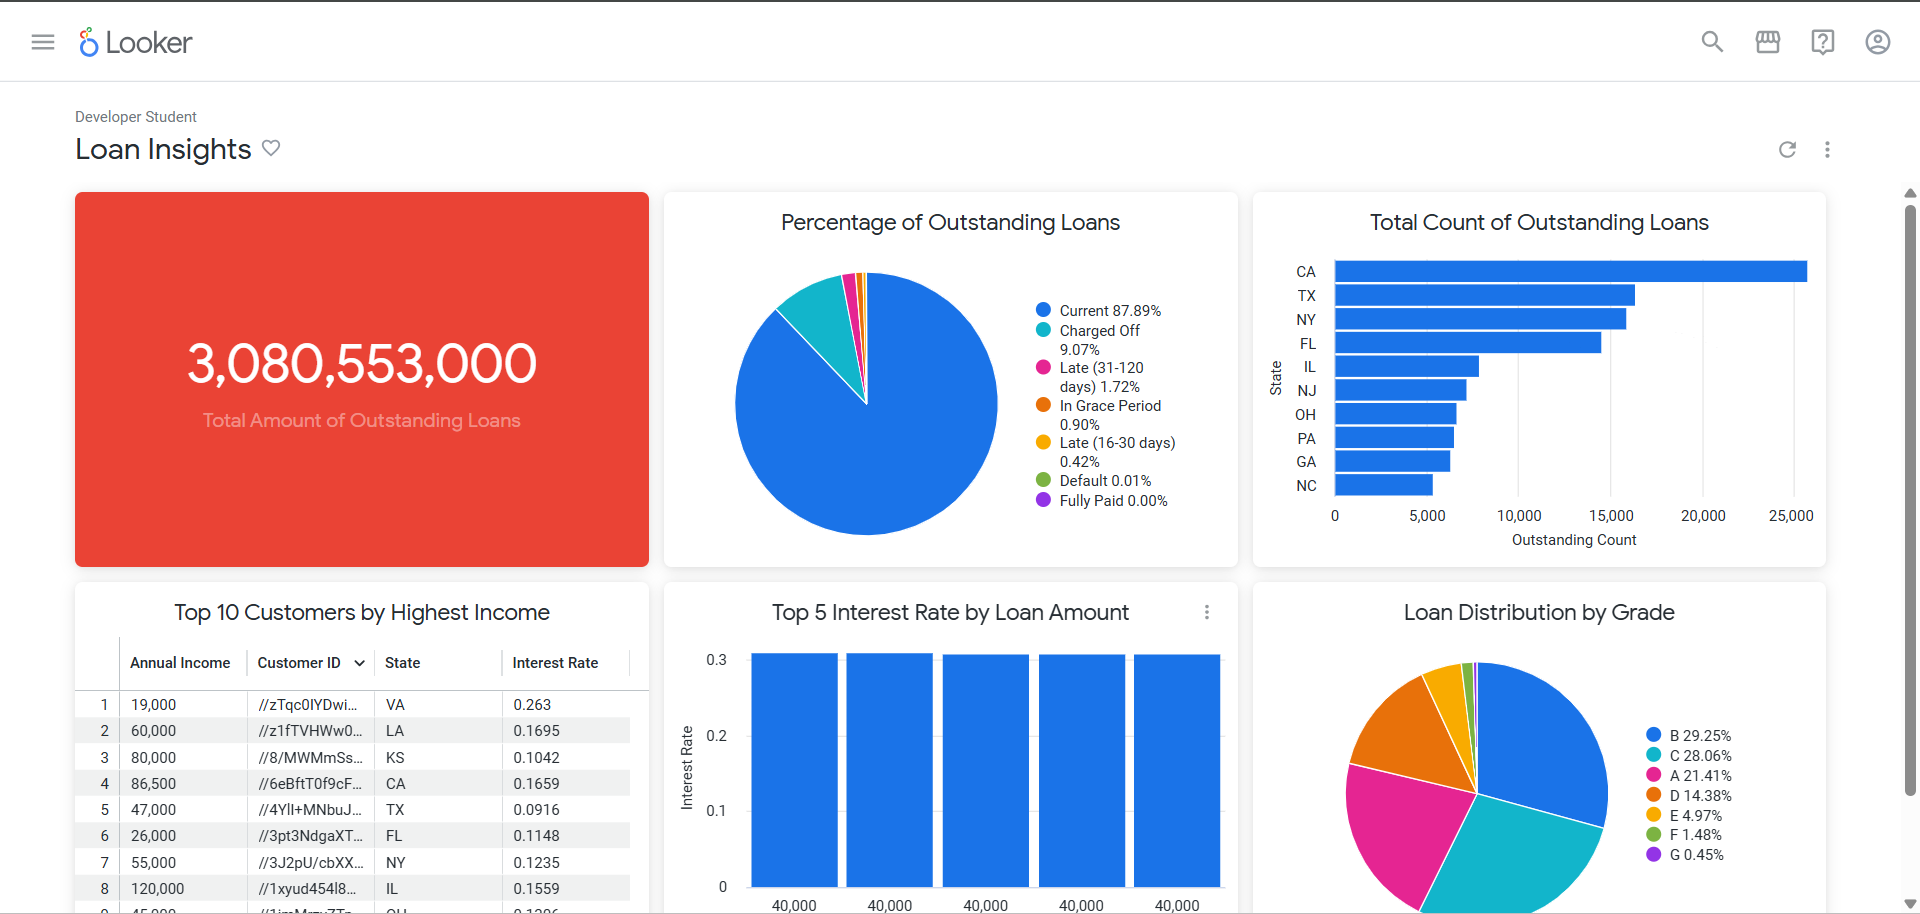 Looker
Developer Student
Loan Insights
3,080,553,000
Total Amount of Outstanding Loans
Percentage of Outstanding Loans
Current 87.89%
Charged Off
9.07%
Late (31-120
days) 1.72%
In Grace Period
0.90%
Late (16-30 days)
0.42%
Default 0.01%
Fully Paid 0.00%
Total Count of Outstanding Loans
State
CA
TX
NY
FL
IL
NJ
OH
PA
GA
NC
0 5,000 10,000 15,000 20,000 25,000
Outstanding Count
Top 10 Customers by Highest Income
Annual Income Customer ID State Interest Rate
1 19,000 //zTqc0IYDwi... VA 0.263
2 60,000 //z1fTVHWw0... LA 0.1695
3 80,000 //8/MWMmSs... KS 0.1042
4 86,500 //6eBftT0f9cF... CA 0.1659
5 47,000 //4YlI+MNbuJ... TX 0.0916
6 26,000 //3pt3NdgaXT... FL 0.1148
7 55,000 //3J2pU/cbXX... NY 0.1235
8 120,000 //1xyud454l8... IL 0.1559
Top 5 Interest Rate by Loan Amount
Interest Rate
0.3
0.2
0.1
0
40,000 40,000 40,000 40,000 40,000
Loan Distribution by Grade
B 29.25%
C 28.06%
A 21.41%
D 14.38%
E 4.97%
F 1.48%
G 0.45%